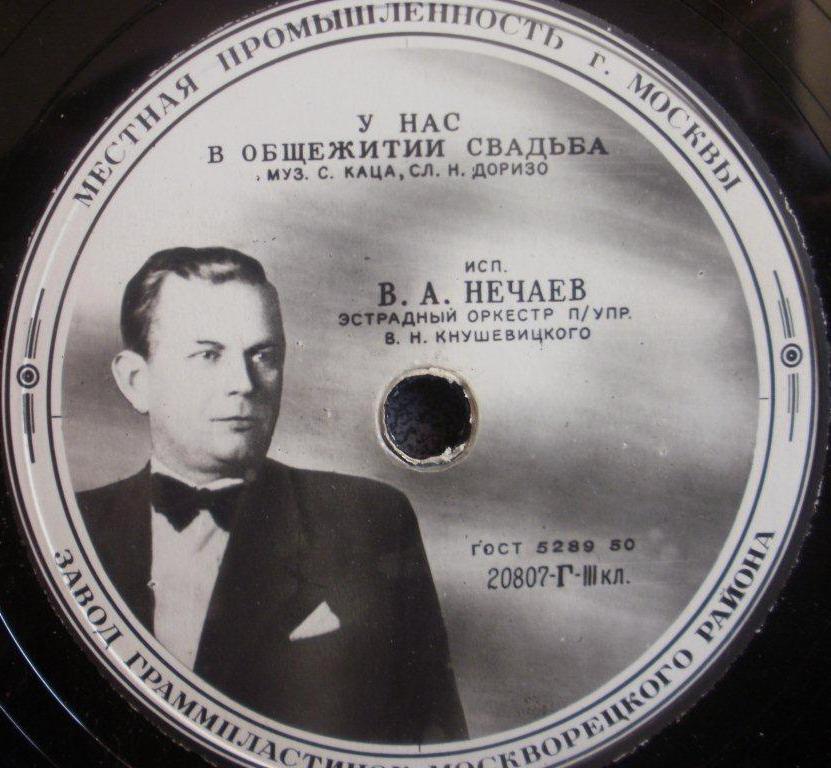 МЕСТНАЯ ПРОМЫШЛЕННОСТЬ г. МОСКВЫ
У НАС
В ОБЩЕЖИТИИ СВАДЬБА
МУЗ. С. КАЦА, СЛ. Н. ДОРИЗО
ИСП.
В. А. НЕЧАЕВ
ЭСТРАДНЫЙ ОРКЕСТР П/УПР.
В. Н. КНУШЕВИЦКОГО
ГОСТ 5289 50
20807-Г-III КЛ.
ЗАВОД ГРАММПЛАСТИНОК МОСКВОРЕЦКОГО РАЙОНА